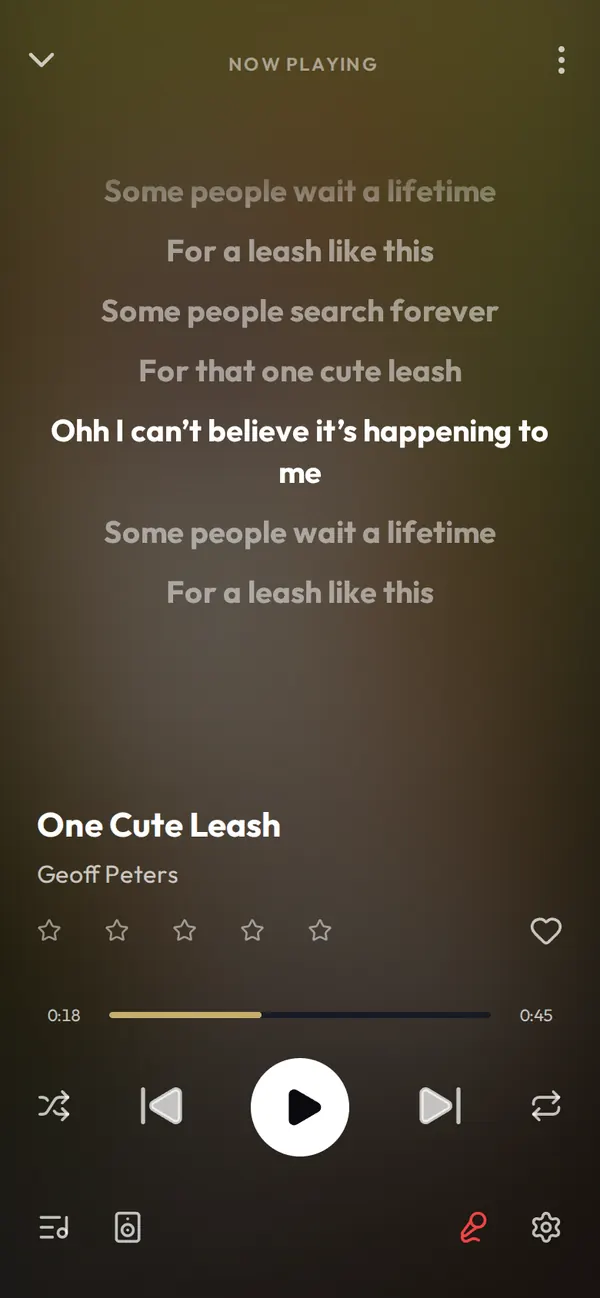 NOW PLAYING
Some people wait a lifetime
For a leash like this
Some people search forever
For that one cute leash
Ohh I can’t believe it’s happening to
me
Some people wait a lifetime
For a leash like this
One Cute Leash
Geoff Peters
0:18
0:45